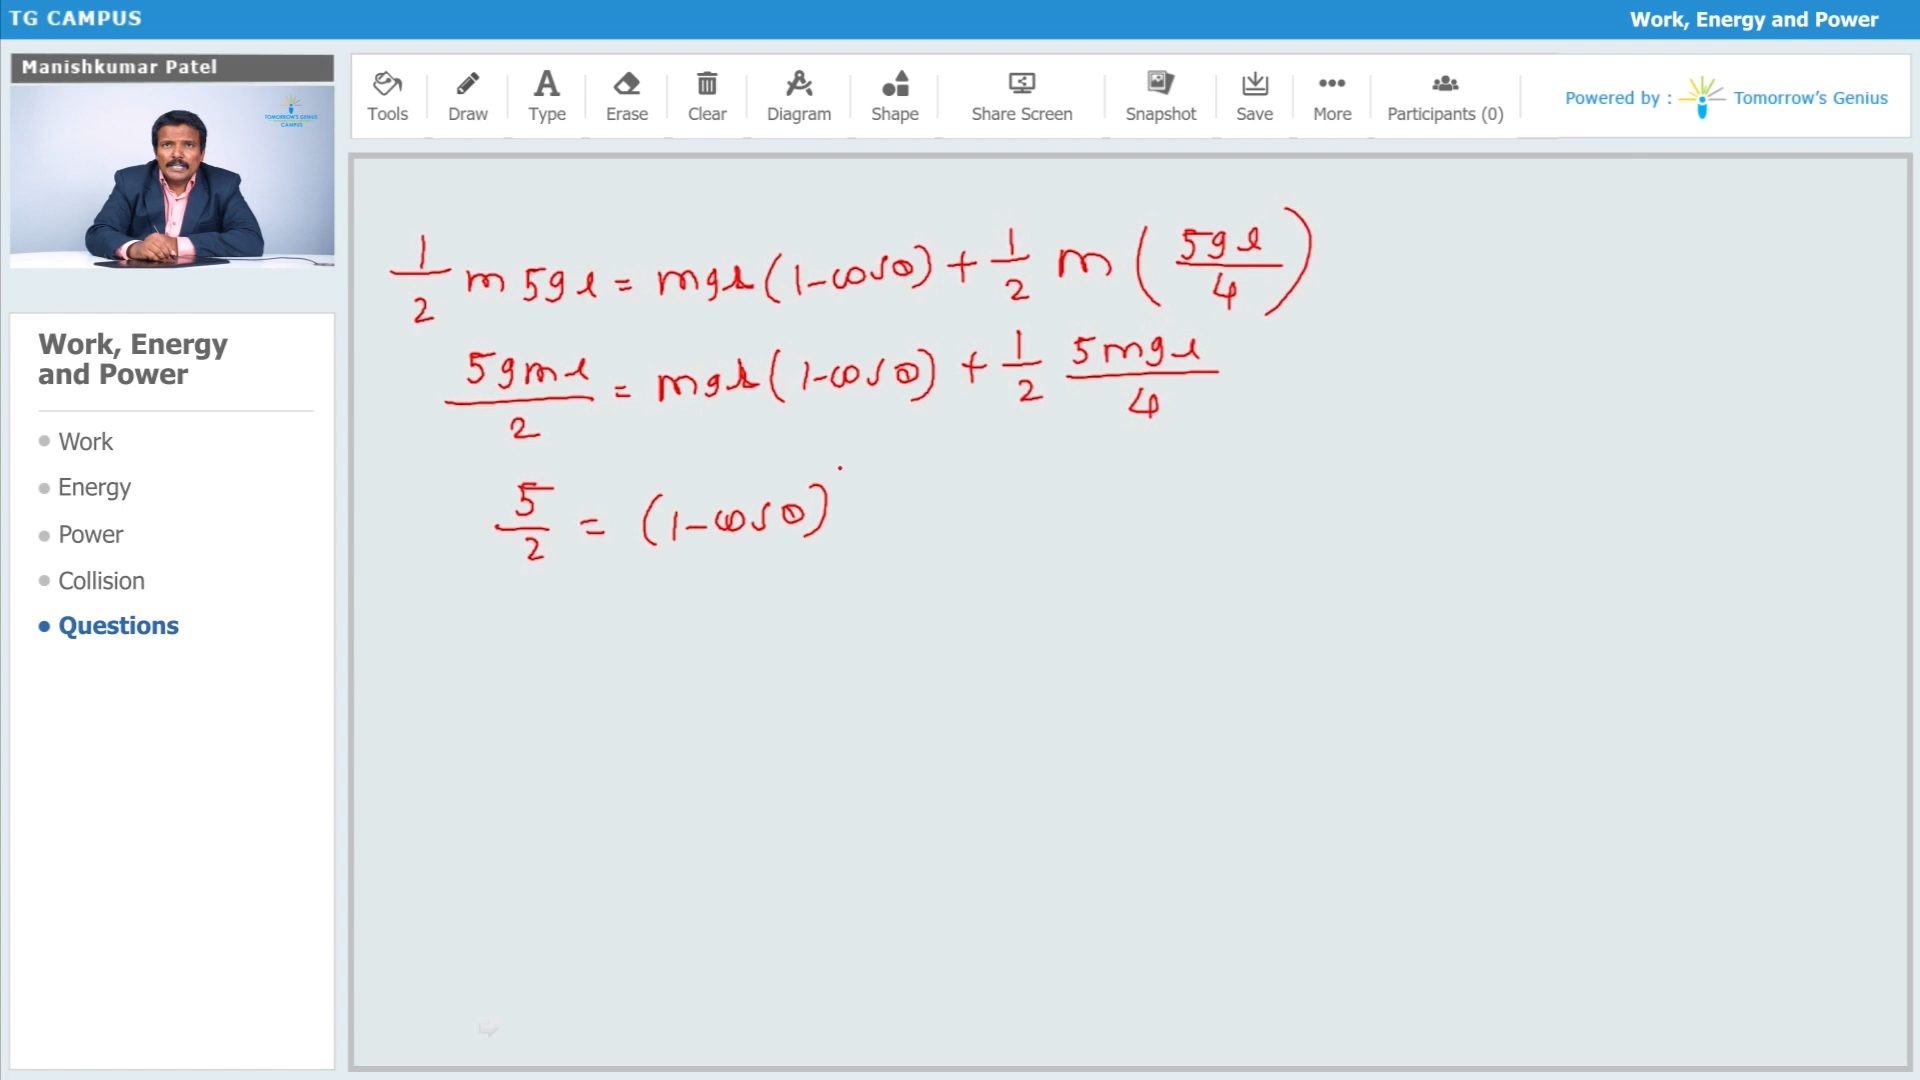 TG CAMPUS
Work, Energy and Power
Manishkumar Patel
TOMORROW'S GENIUS
CAMPUS
Tools
Draw
Type
Erase
Clear
Diagram
Shape
Share Screen
Snapshot
Save
More
Participants (0)
Powered by : Tomorrow's Genius
Work, Energy
and Power
Work
Energy
Power
Collision
Questions
1/2 m 5gl = mgl(1-cosθ) + 1/2 m (5gl/4)
5gml/2 = mgl(1-cosθ) + 1/2 5mgl/4
5/2 = (1-cosθ)